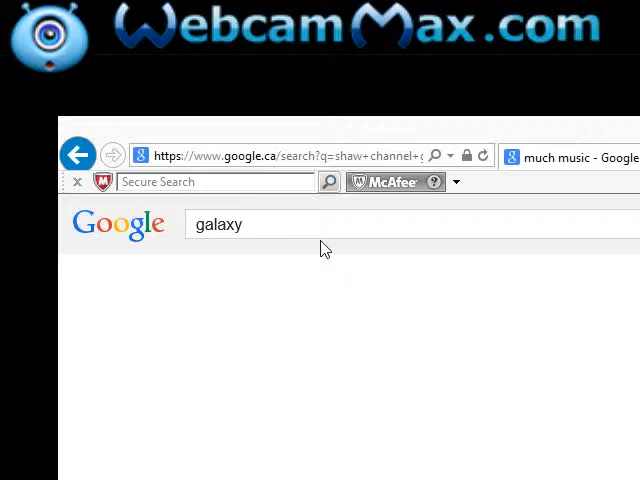 WebcamMax.com
https://www.google.ca/search?q=shaw+channel+g
much music - Google
x Secure Search McAfee ?
Google galaxy